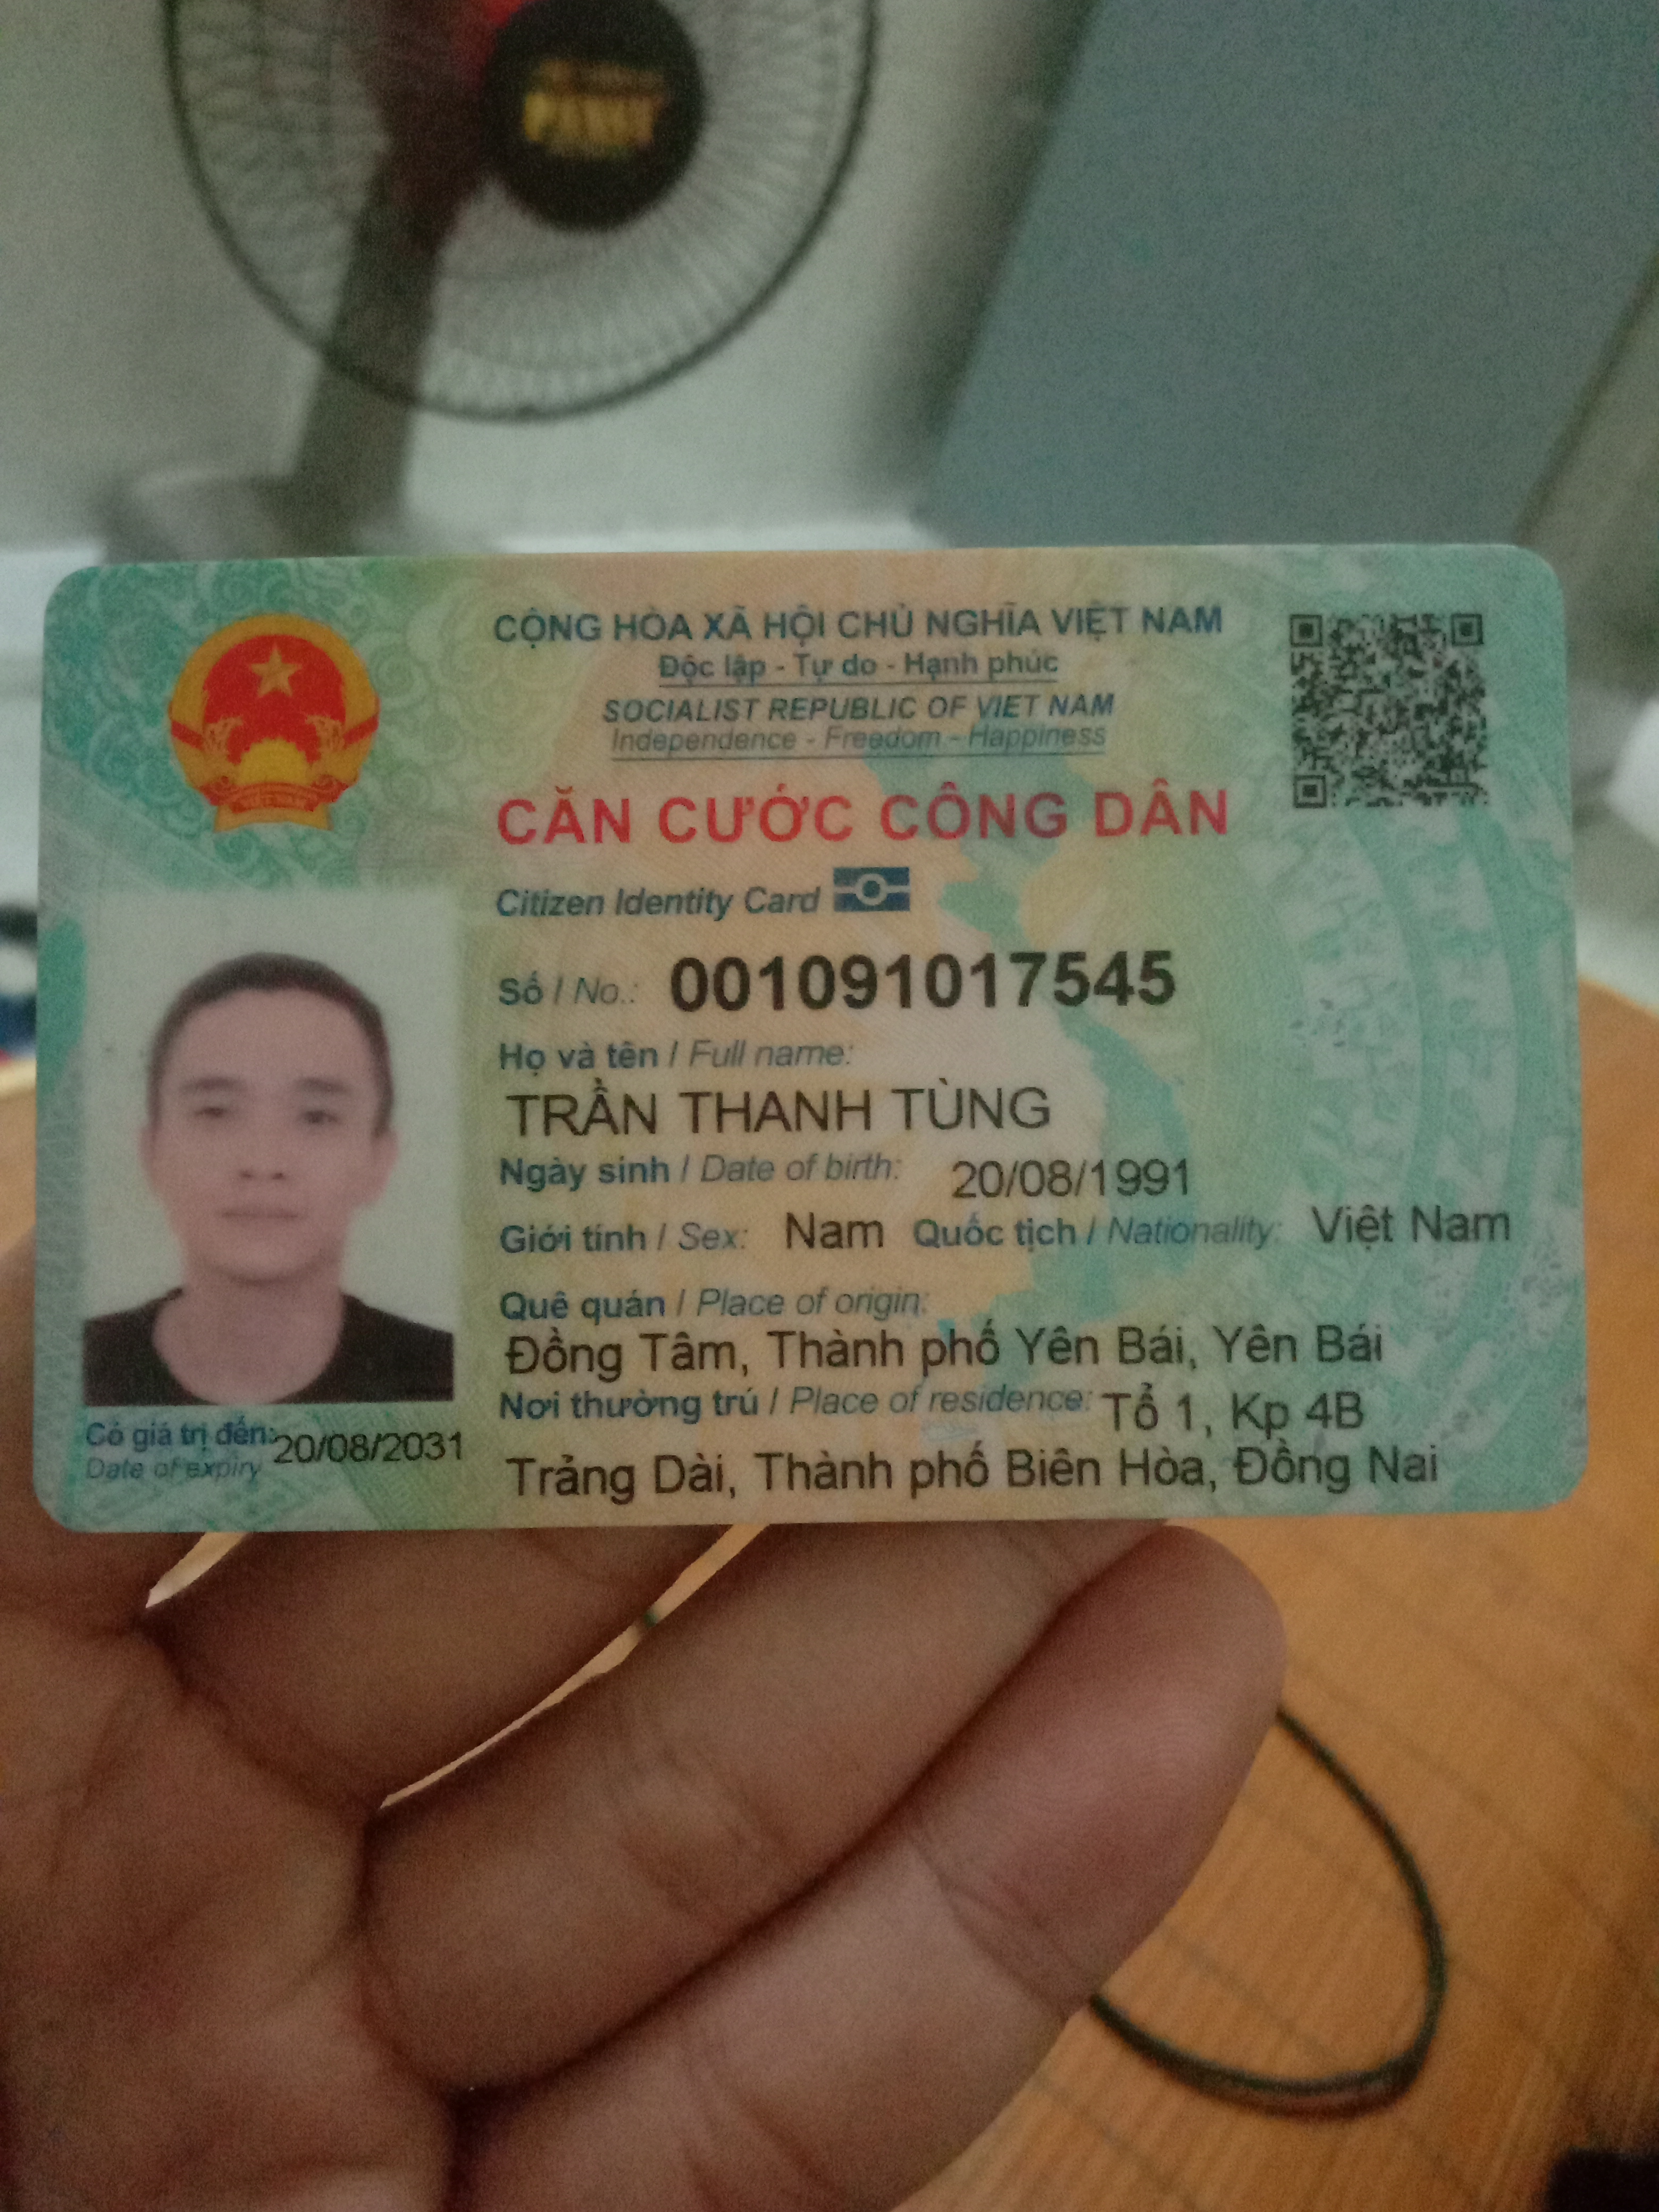 CỘNG HÒA XÃ HỘI CHỦ NGHĨA VIỆT NAM
Độc lập - Tự do - Hạnh phúc
SOCIALIST REPUBLIC OF VIET NAM
Independence - Freedom - Happiness
CĂN CƯỚC CÔNG DÂN
Citizen Identity Card
Số / No.: 001091017545
Họ và tên / Full name:
TRẦN THANH TÙNG
Ngày sinh / Date of birth: 20/08/1991
Giới tính / Sex: Nam Quốc tịch / Nationality: Việt Nam
Quê quán / Place of origin:
Đồng Tâm, Thành phố Yên Bái, Yên Bái
Nơi thường trú / Place of residence: Tổ 1, Kp 4B
Trảng Dài, Thành phố Biên Hòa, Đồng Nai
Có giá trị đến: 20/08/2031
Date of expiry